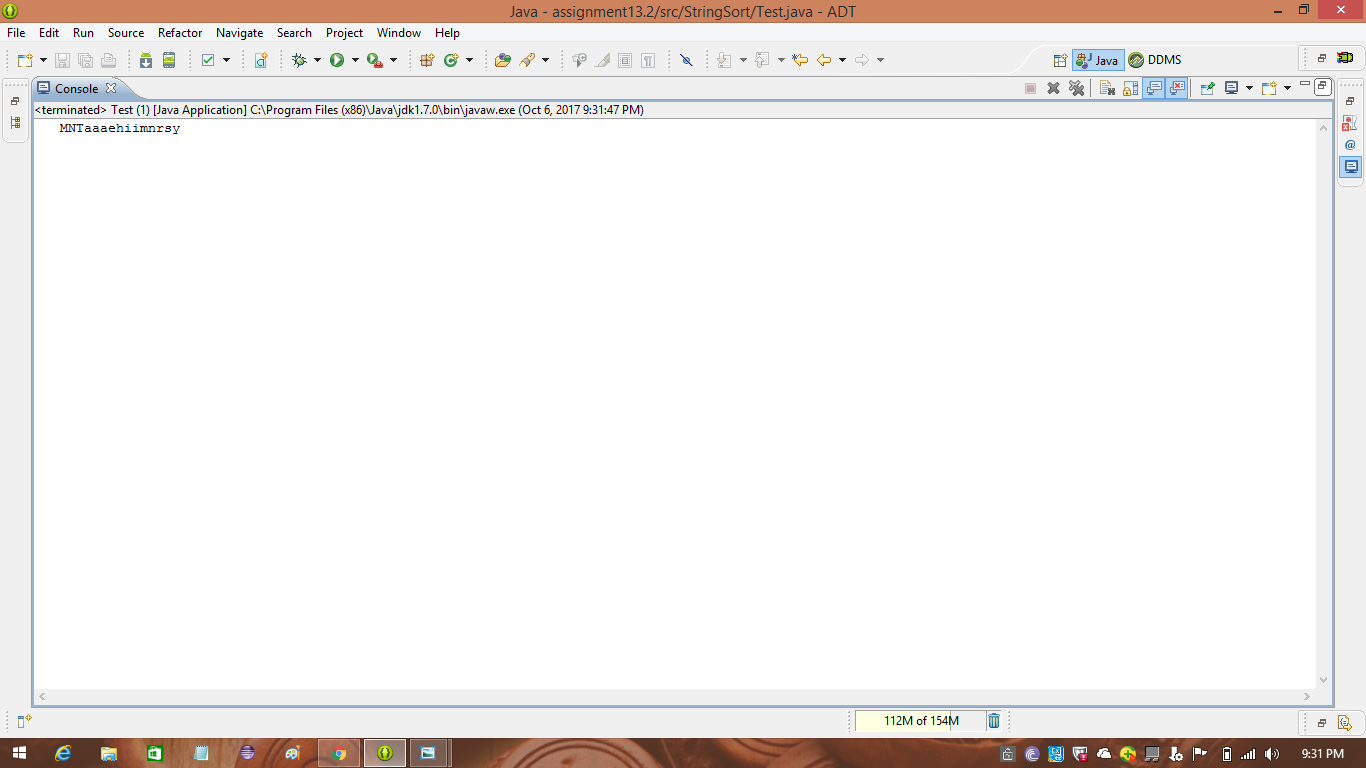 Java - assignment13.2/src/StringSort/Test.java - ADT
File Edit Run Source Refactor Navigate Search Project Window Help
Java DDMS
Console
<terminated> Test (1) [Java Application] C:\Program Files (x86)\Java\jdk1.7.0\bin\javaw.exe (Oct 6, 2017 9:31:47 PM)
   MNTaaaehiimnrsy
112M of 154M
9:31 PM